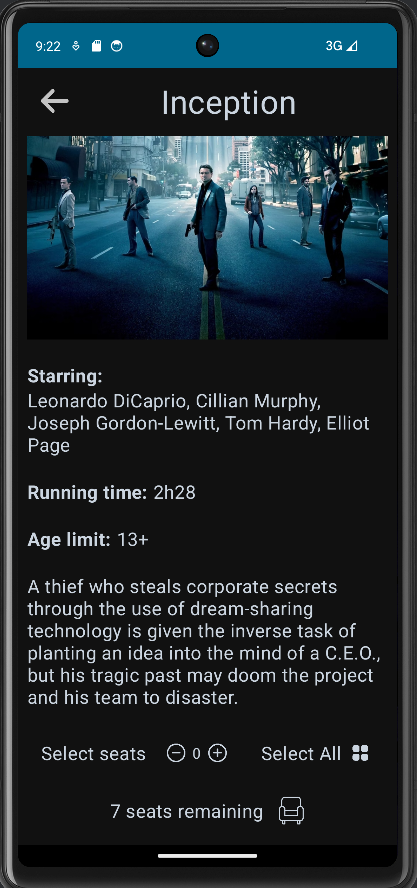 9:22 3G
Inception
Starring:
Leonardo DiCaprio, Cillian Murphy,
Joseph Gordon-Lewitt, Tom Hardy, Elliot
Page
Running time: 2h28
Age limit: 13+
A thief who steals corporate secrets
through the use of dream-sharing
technology is given the inverse task of
planting an idea into the mind of a C.E.O.,
but his tragic past may doom the project
and his team to disaster.
Select seats 0 Select All
7 seats remaining